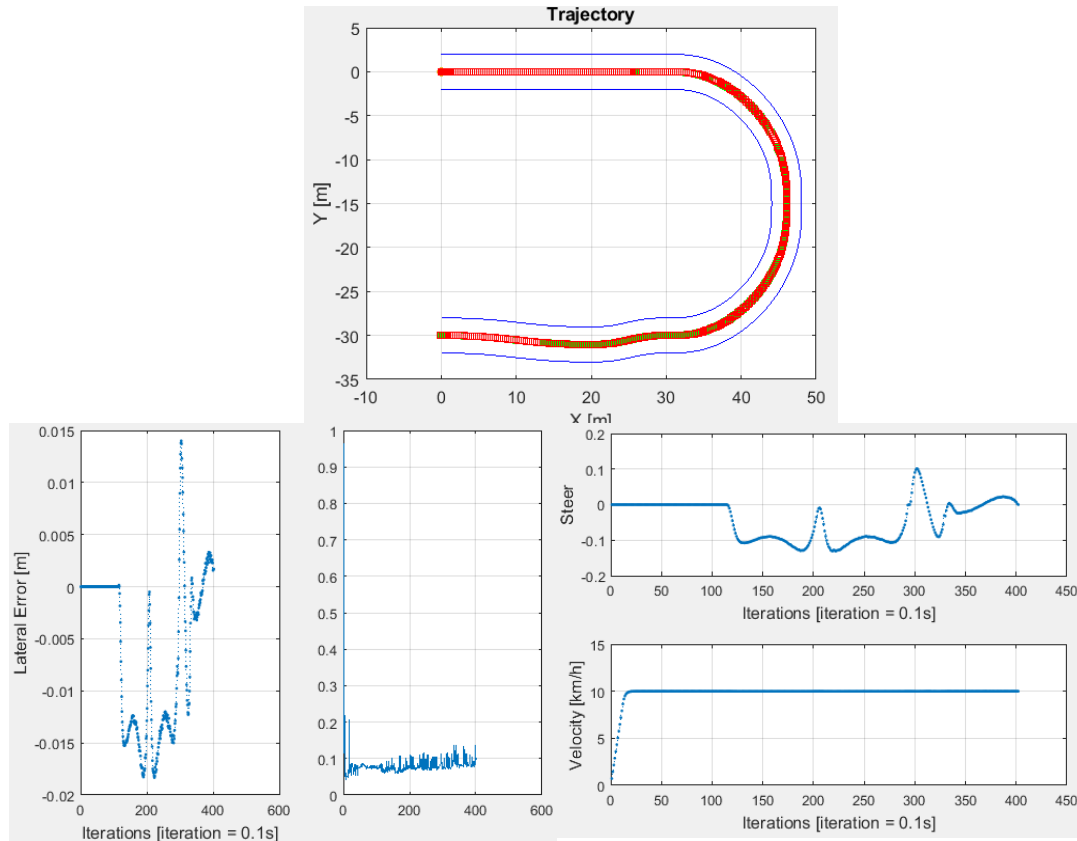 Trajectory
5
0
-5
-10
-15
-20
-25
-30
-35
Y [m]
-10 0 10 20 30 40 50
X [m]
0.015
0.01
0.005
0
-0.005
-0.01
-0.015
-0.02
Lateral Error [m]
0 200 400 600
Iterations [iteration = 0.1s]
1
0.9
0.8
0.7
0.6
0.5
0.4
0.3
0.2
0.1
0
0 200 400 600
0.2
0.1
0
-0.1
-0.2
Steer
0 50 100 150 200 250 300 350 400 450
Iterations [iteration = 0.1s]
15
10
5
0
Velocity [km/h]
0 50 100 150 200 250 300 350 400 450
Iterations [iteration = 0.1s]